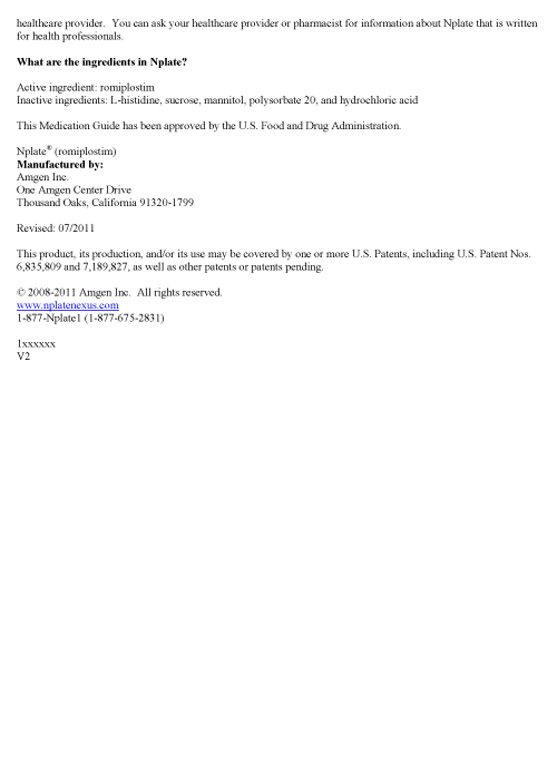 healthcare provider.  You can ask your healthcare provider or pharmacist for information about Nplate that is written
for health professionals.
What are the ingredients in Nplate?
Active ingredient: romiplostim
Inactive ingredients: L-histidine, sucrose, mannitol, polysorbate 20, and hydrochloric acid
This Medication Guide has been approved by the U.S. Food and Drug Administration.
Nplate® (romiplostim)
Manufactured by:
Amgen Inc.
One Amgen Center Drive
Thousand Oaks, California 91320-1799
Revised: 07/2011
This product, its production, and/or its use may be covered by one or more U.S. Patents, including U.S. Patent Nos.
6,835,809 and 7,189,827, as well as other patents or patents pending.
© 2008-2011 Amgen Inc.  All rights reserved.
www.nplatenexus.com
1-877-Nplate1 (1-877-675-2831)
1xxxxxx
V2